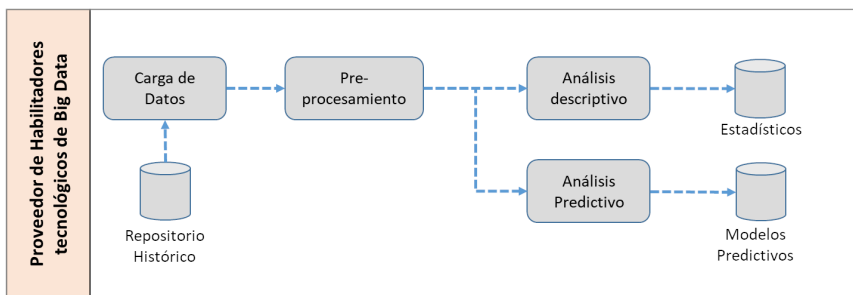 Proveedor de Habilitadores
tecnológicos de Big Data
Carga de
Datos
Pre-
procesamiento
Análisis
descriptivo
Estadísticos
Repositorio
Histórico
Análisis
Predictivo
Modelos
Predictivos